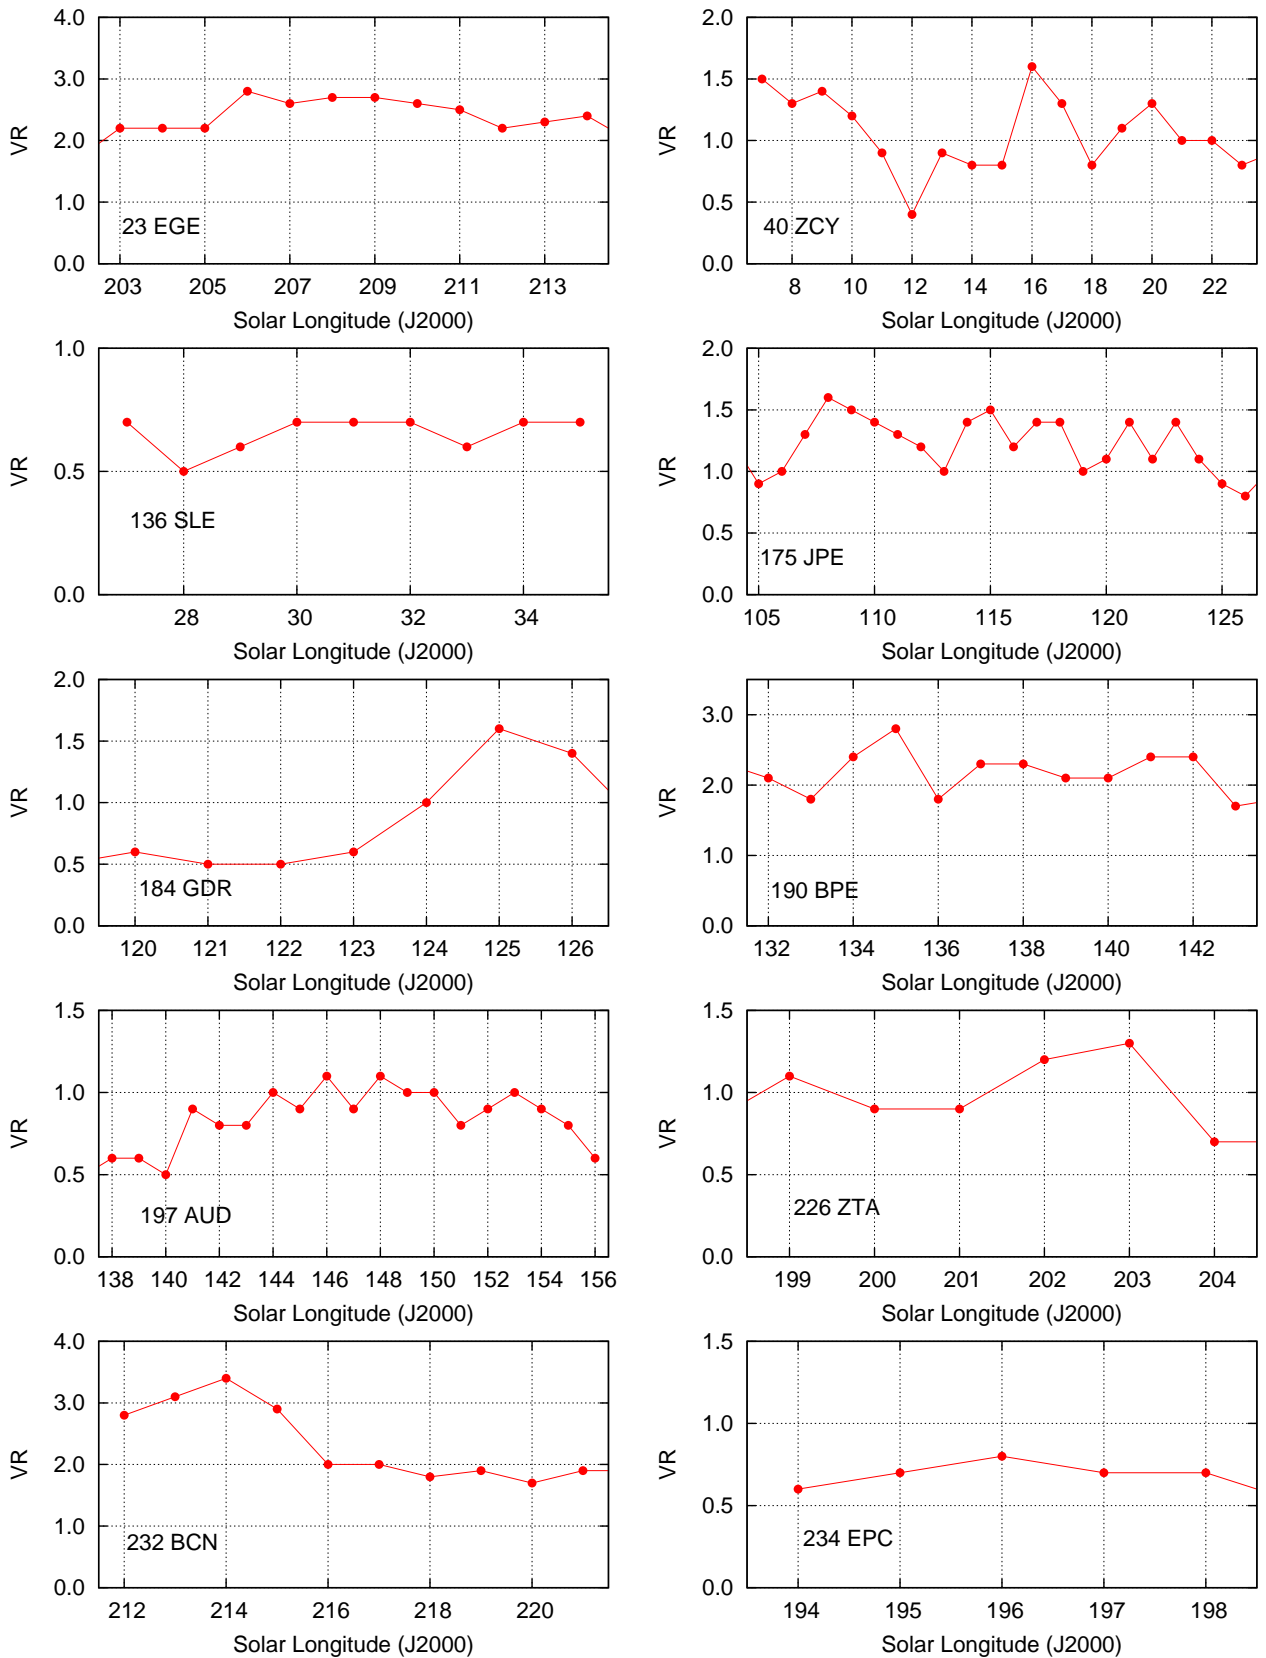 4.0
3.0
2.0
1.0
0.0
VR
23 EGE
203 205 207 209 211 213
Solar Longitude (J2000)
2.0
1.5
1.0
0.5
0.0
VR
40 ZCY
8 10 12 14 16 18 20 22
Solar Longitude (J2000)
1.0
0.5
0.0
VR
136 SLE
28 30 32 34
Solar Longitude (J2000)
2.0
1.5
1.0
0.5
0.0
VR
175 JPE
105 110 115 120 125
Solar Longitude (J2000)
2.0
1.5
1.0
0.5
0.0
VR
184 GDR
120 121 122 123 124 125 126
Solar Longitude (J2000)
3.0
2.0
1.0
0.0
VR
190 BPE
132 134 136 138 140 142
Solar Longitude (J2000)
1.5
1.0
0.5
0.0
VR
197 AUD
138 140 142 144 146 148 150 152 154 156
Solar Longitude (J2000)
1.5
1.0
0.5
0.0
VR
226 ZTA
199 200 201 202 203 204
Solar Longitude (J2000)
4.0
3.0
2.0
1.0
0.0
VR
232 BCN
212 214 216 218 220
Solar Longitude (J2000)
1.5
1.0
0.5
0.0
VR
234 EPC
194 195 196 197 198
Solar Longitude (J2000)